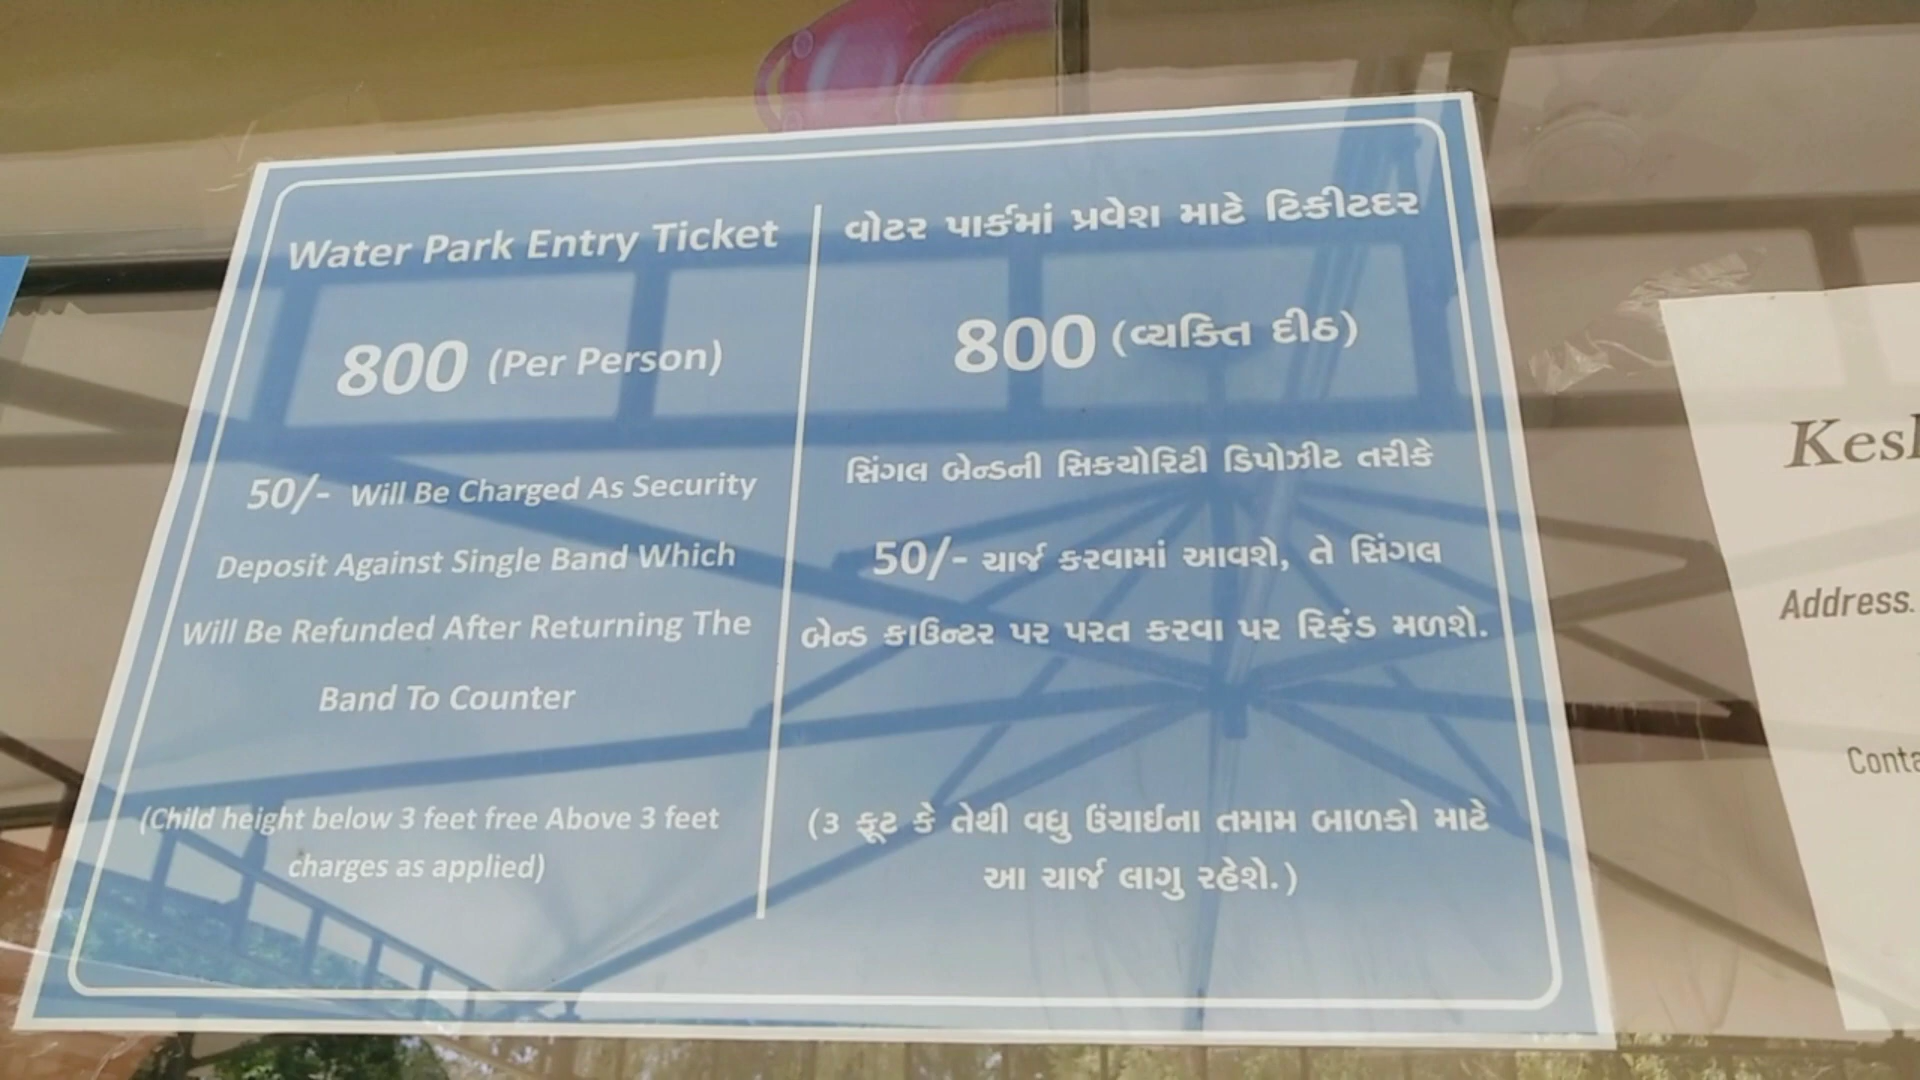 Water Park Entry Ticket
800 (Per Person)
50/- Will Be Charged As Security
Deposit Against Single Band Which
Will Be Refunded After Returning The
Band To Counter
(Child height below 3 feet free Above 3 feet
charges as applied)
વોટર પાર્કમાં પ્રવેશ માટે ટિકીટદર
800 (વ્યક્તિ દીઠ)
સિંગલ બેન્ડની સિકયોરિટી ડિપોઝીટ તરીકે
50/- ચાર્જ કરવામાં આવશે, તે સિંગલ
બેન્ડ કાઉન્ટર પર પરત કરવા પર રિફંડ મળશે.
(૩ ફૂટ કે તેથી વધુ ઉંચાઈના તમામ બાળકો માટે
આ ચાર્જ લાગુ રહેશે.)
Address.